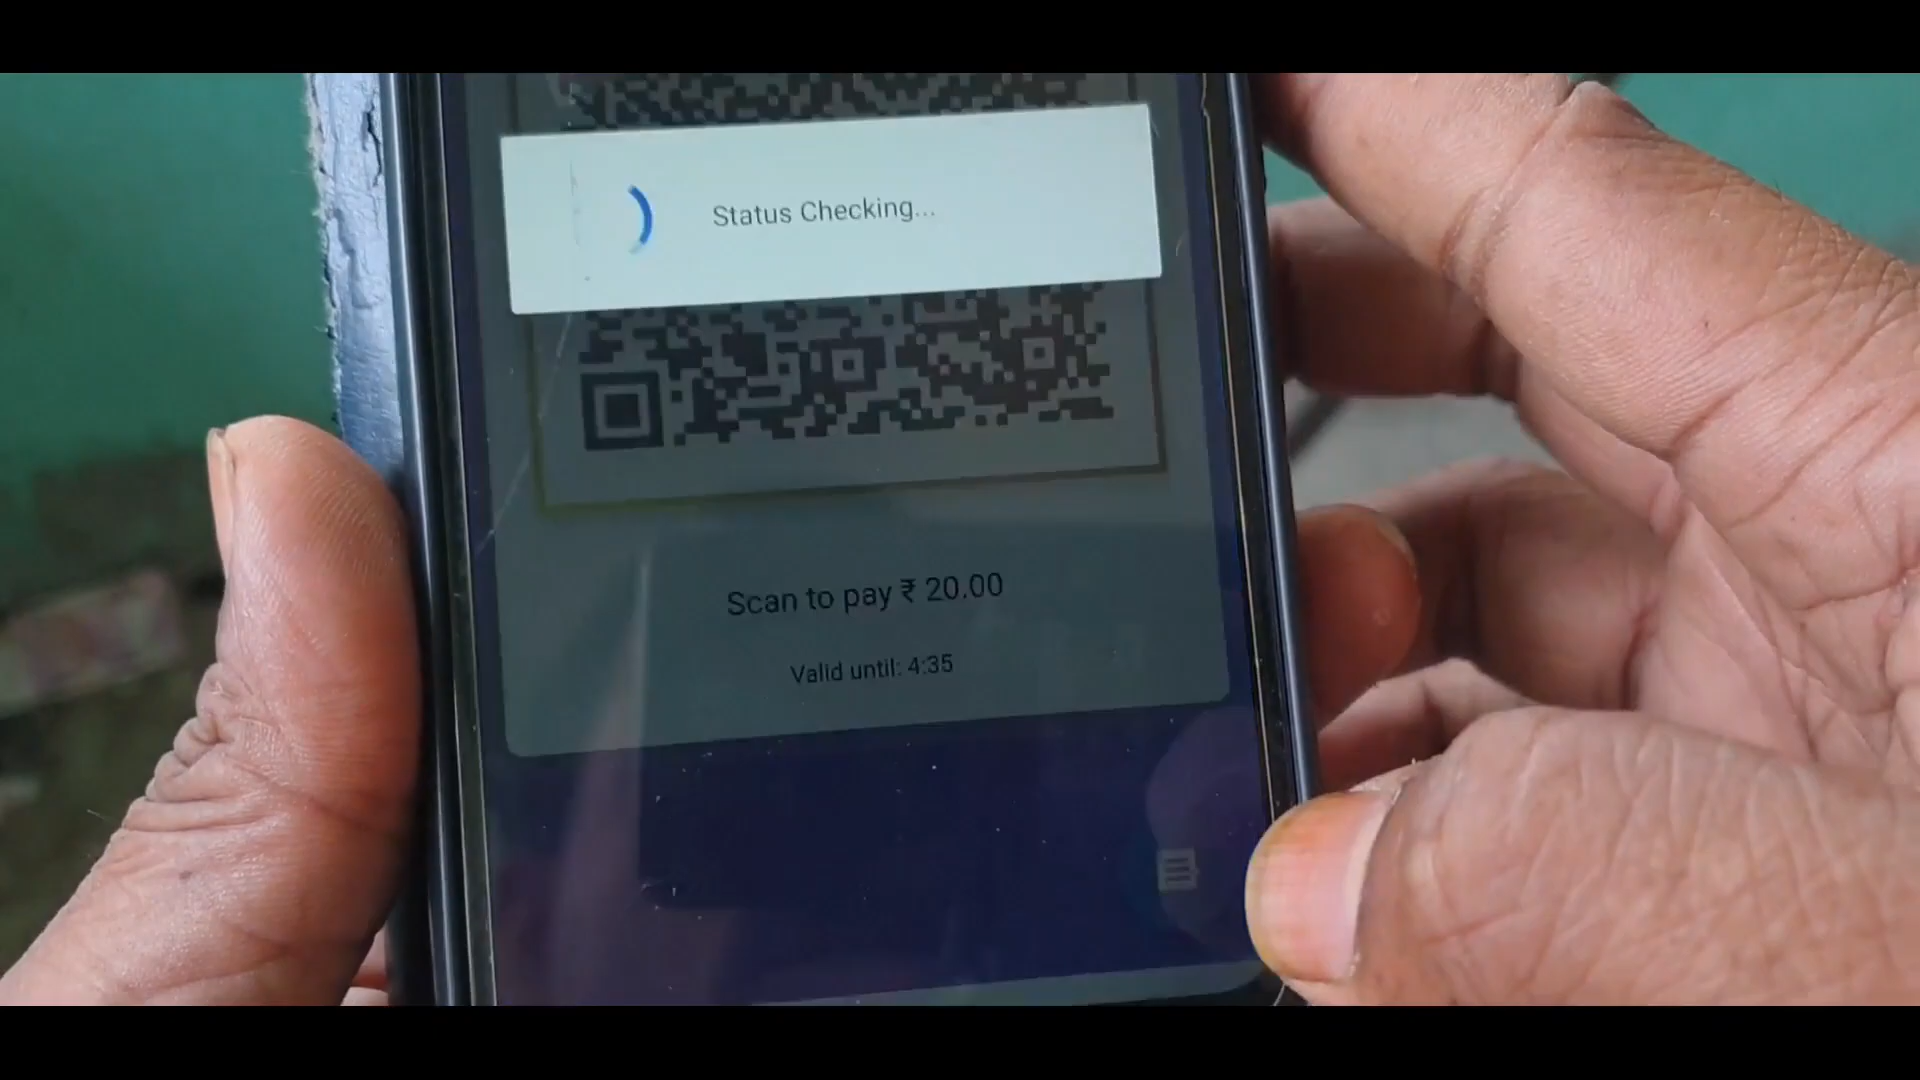 Status Checking...
Scan to pay ₹ 20.00
Valid until: 4:35